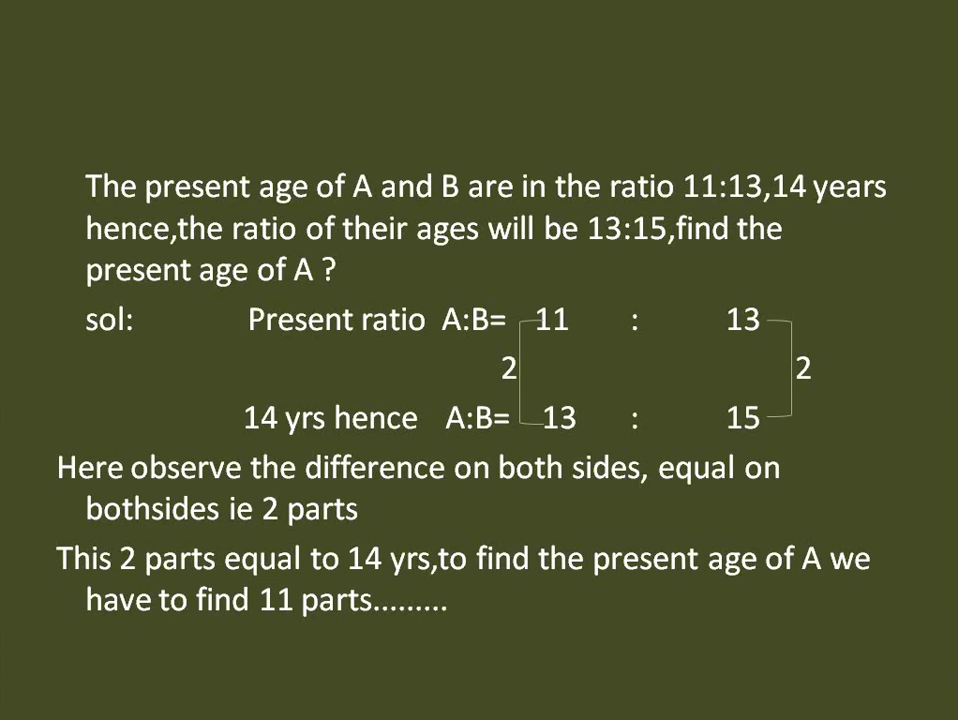 The present age of A and B are in the ratio 11:13,14 years
hence,the ratio of their ages will be 13:15,find the
present age of A ?
sol: Present ratio A:B= 11 : 13
2 2
14 yrs hence A:B= 13 : 15
Here observe the difference on both sides, equal on
bothsides ie 2 parts
This 2 parts equal to 14 yrs,to find the present age of A we
have to find 11 parts.........